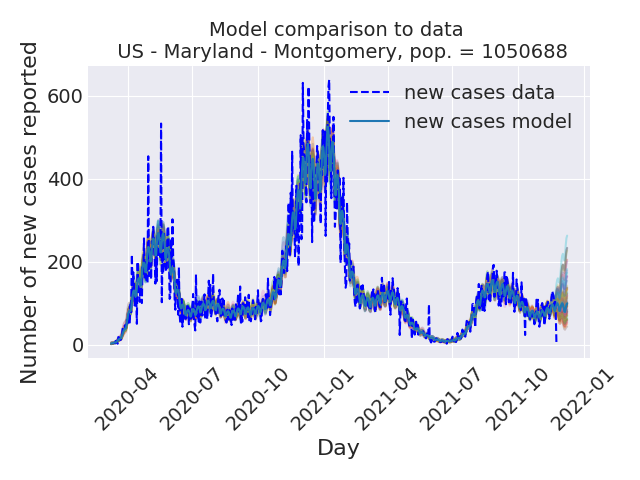 Model comparison to data
US - Maryland - Montgomery, pop. = 1050688
Number of new cases reported
600
400
200
0
new cases data
new cases model
2020-04
2020-07
2020-10
2021-01
2021-04
2021-07
2021-10
2022-01
Day